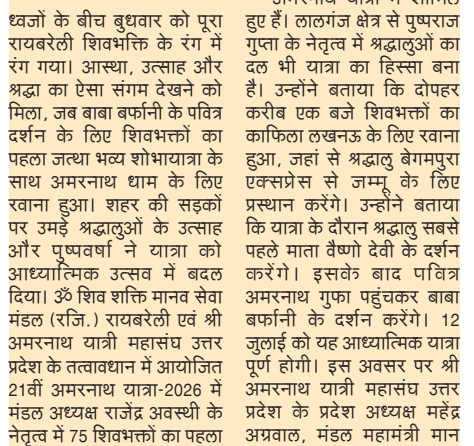 ध्वजों के बीच बुधवार को पूरा
रायबरेली शिवभक्ति के रंग में
रंग गया। आस्था, उत्साह और
श्रद्धा का ऐसा संगम देखने को
मिला, जब बाबा बर्फानी के पवित्र
दर्शन के लिए शिवभक्तों का
पहला जत्था भव्य शोभायात्रा के
साथ अमरनाथ धाम के लिए
रवाना हुआ। शहर की सड़कों
पर उमड़े श्रद्धालुओं के उत्साह
और पुष्पवर्षा ने यात्रा को
आध्यात्मिक उत्सव में बदल
दिया। ॐ शिव शक्ति मानव सेवा
मंडल (रजि.) रायबरेली एवं श्री
अमरनाथ यात्री महासंघ उत्तर
प्रदेश के तत्वावधान में आयोजित
21वीं अमरनाथ यात्रा-2026 में
मंडल अध्यक्ष राजेंद्र अवस्थी के
नेतृत्व में 75 शिवभक्तों का पहला
हुए हैं। लालगंज क्षेत्र से पुष्पराज
गुप्ता के नेतृत्व में श्रद्धालुओं का
दल भी यात्रा का हिस्सा बना
है। उन्होंने बताया कि दोपहर
करीब एक बजे शिवभक्तों का
काफिला लखनऊ के लिए रवाना
हुआ, जहां से श्रद्धालु बेगमपुरा
एक्सप्रेस से जम्मू के लिए
प्रस्थान करेंगे। उन्होंने बताया
कि यात्रा के दौरान श्रद्धालु सबसे
पहले माता वैष्णो देवी के दर्शन
करेंगे। इसके बाद पवित्र
अमरनाथ गुफा पहुंचकर बाबा
बर्फानी के दर्शन करेंगे। 12
जुलाई को यह आध्यात्मिक यात्रा
पूर्ण होगी। इस अवसर पर श्री
अमरनाथ यात्री महासंघ उत्तर
प्रदेश के प्रदेश अध्यक्ष महेंद्र
अग्रवाल, मंडल महामंत्री मान